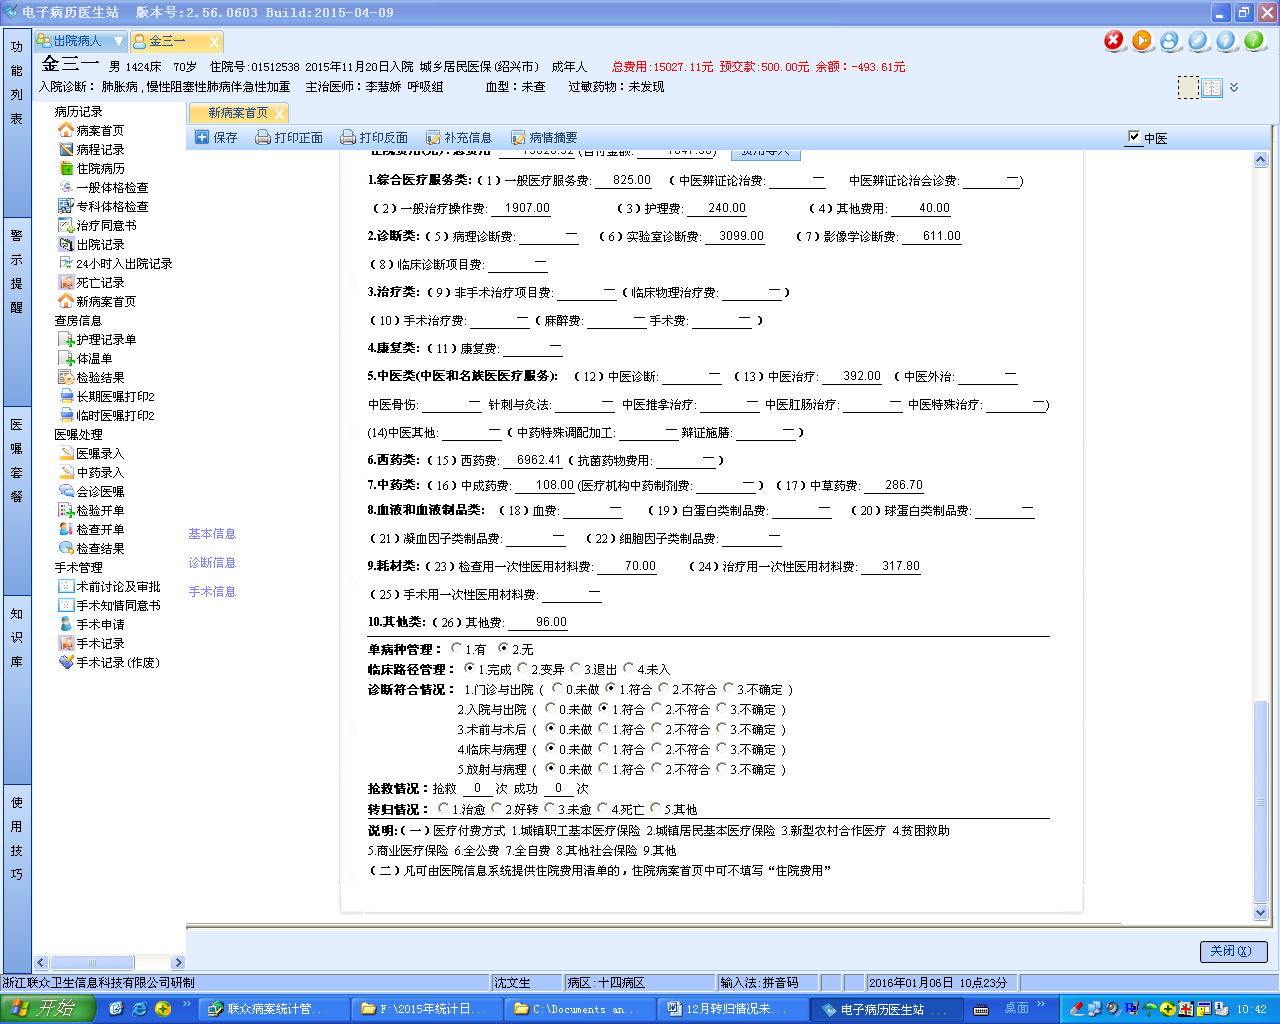 电子病历医生站 版本号:2.56.0603 Build:2015-04-09
出院病人 金三一
金三一 男 1424床 70岁 住院号:01512538 2015年11月20日入院 城乡居民医保(绍兴市) 成年人 总费用:15027.11元 预交款:500.00元 余额:-493.61元
入院诊断: 肺胀病,慢性阻塞性肺病伴急性加重 主治医师:李慧娇 呼吸组 血型:未查 过敏药物:未发现
功能列表
警示提醒
医嘱套餐
知识库
使用技巧
病历记录
病案首页
病程记录
住院病历
一般体格检查
专科体格检查
治疗同意书
出院记录
24小时入出院记录
死亡记录
新病案首页
查房信息
护理记录单
体温单
检验结果
长期医嘱打印2
临时医嘱打印2
医嘱处理
医嘱录入
中药录入
会诊医嘱
检验开单
检查开单
检查结果
手术管理
术前讨论及审批
手术知情同意书
手术申请
手术记录
手术记录(作废)
新病案首页
保存 打印正面 打印反面 补充信息 病情摘要 中医
基本信息
诊断信息
手术信息
1.综合医疗服务类:(1)一般医疗服务费: 825.00 (中医辨证论治费: — 中医辨证论治会诊费: —)
(2)一般治疗操作费: 1907.00 (3)护理费: 240.00 (4)其他费用: 40.00
2.诊断类:(5)病理诊断费: — (6)实验室诊断费: 3099.00 (7)影像学诊断费: 611.00
(8)临床诊断项目费: —
3.治疗类:(9)非手术治疗项目费: —(临床物理治疗费: —)
(10)手术治疗费: —(麻醉费: — 手术费: —)
4.康复类:(11)康复费: —
5.中医类(中医和名族医医疗服务): (12)中医诊断: — (13)中医治疗: 392.00 (中医外治: —
中医骨伤: — 针刺与灸法: — 中医推拿治疗: — 中医肛肠治疗: — 中医特殊治疗: —)
(14)中医其他: —(中药特殊调配加工: — 辩证施膳: —)
6.西药类:(15)西药费: 6962.41(抗菌药物费用: —)
7.中药类:(16)中成药费: 108.00(医疗机构中药制剂费: —)(17)中草药费: 286.70
8.血液和血液制品类: (18)血费: — (19)白蛋白类制品费: — (20)球蛋白类制品费: —
(21)凝血因子类制品费: — (22)细胞因子类制品费: —
9.耗材类:(23)检查用一次性医用材料费: 70.00 (24)治疗用一次性医用材料费: 317.80
(25)手术用一次性医用材料费: —
10.其他类:(26)其他费: 96.00
单病种管理: 1.有 2.无
临床路径管理: 1.完成 2.变异 3.退出 4.未入
诊断符合情况: 1.门诊与出院 ( 0.未做 1.符合 2.不符合 3.不确定 )
2.入院与出院 ( 0.未做 1.符合 2.不符合 3.不确定 )
3.术前与术后 ( 0.未做 1.符合 2.不符合 3.不确定 )
4.临床与病理 ( 0.未做 1.符合 2.不符合 3.不确定 )
5.放射与病理 ( 0.未做 1.符合 2.不符合 3.不确定 )
抢救情况:抢救 0 次 成功 0 次
转归情况: 1.治愈 2.好转 3.未愈 4.死亡 5.其他
说明:(一)医疗付费方式 1.城镇职工基本医疗保险 2.城镇居民基本医疗保险 3.新型农村合作医疗 4.贫困救助
5.商业医疗保险 6.全公费 7.全自费 8.其他社会保险 9.其他
(二)凡可由医院信息系统提供住院费用清单的,住院病案首页中可不填写“住院费用”
关闭(X)
浙江联众卫生信息科技有限公司研制 沈文生 病区:十四病区 输入法:拼音码 2016年01月06日 10点23分
开始 联众病案统计管... F:\2015年统计日... C:\Documents an... 12月转归情况未... 电子病历医生站 ... 桌面 10:42